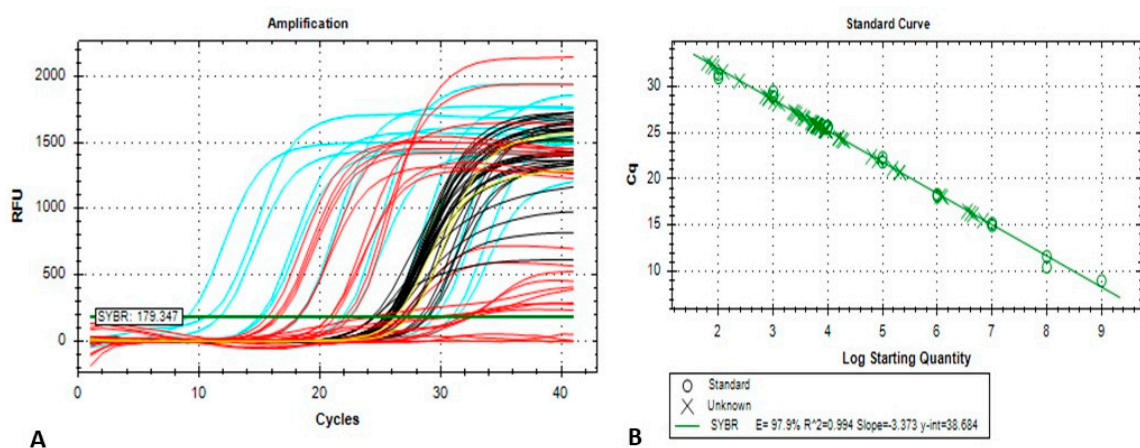 Amplification
2000
1500
1000
500
0
RFU
SYBR: 179.347
0
10
20
30
40
Cycles
A
Standard Curve
30
25
20
15
10
Cq
2
3
4
5
6
7
8
9
Log Starting Quantity
Standard
Unknown
SYBR E= 97.9% R^2=0.994 Slope=-3.373 y-int=38.684
B